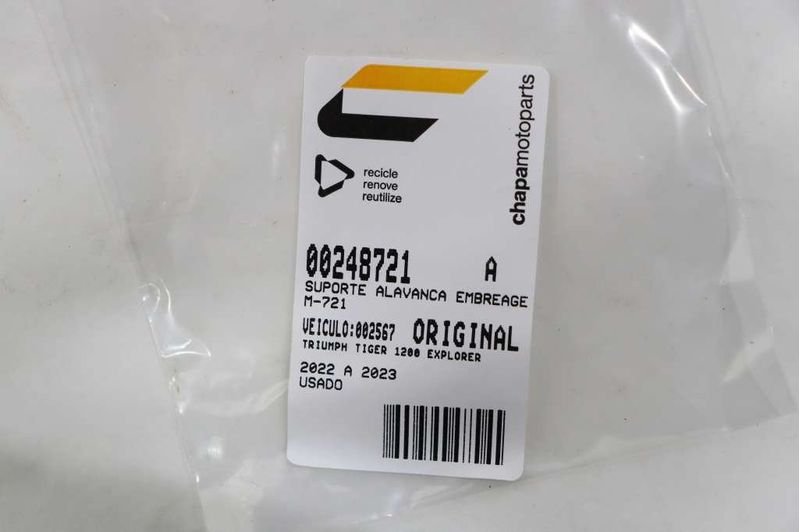 chapamotoparts
recicle
renove
reutilize
00248721 A
SUPORTE ALAVANCA EMBREAGE
M-721
VEICULO:002567 ORIGINAL
TRIUMPH TIGER 1200 EXPLORER
2022 A 2023
USADO